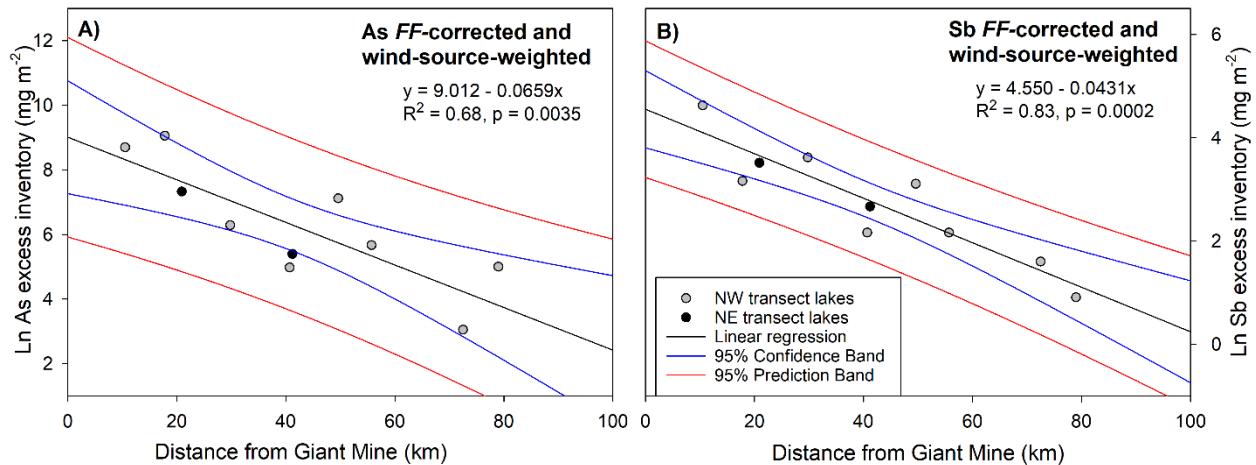 A)
As FF-corrected and
wind-source-weighted
y = 9.012 - 0.0659x
R² = 0.68, p = 0.0035
Ln As excess inventory (mg m⁻²)
12
10
8
6
4
2
0 20 40 60 80 100
Distance from Giant Mine (km)
B)
Sb FF-corrected and
wind-source-weighted
y = 4.550 - 0.0431x
R² = 0.83, p = 0.0002
NW transect lakes
NE transect lakes
Linear regression
95% Confidence Band
95% Prediction Band
6
4
2
0
Ln Sb excess inventory (mg m⁻²)
0 20 40 60 80 100
Distance from Giant Mine (km)